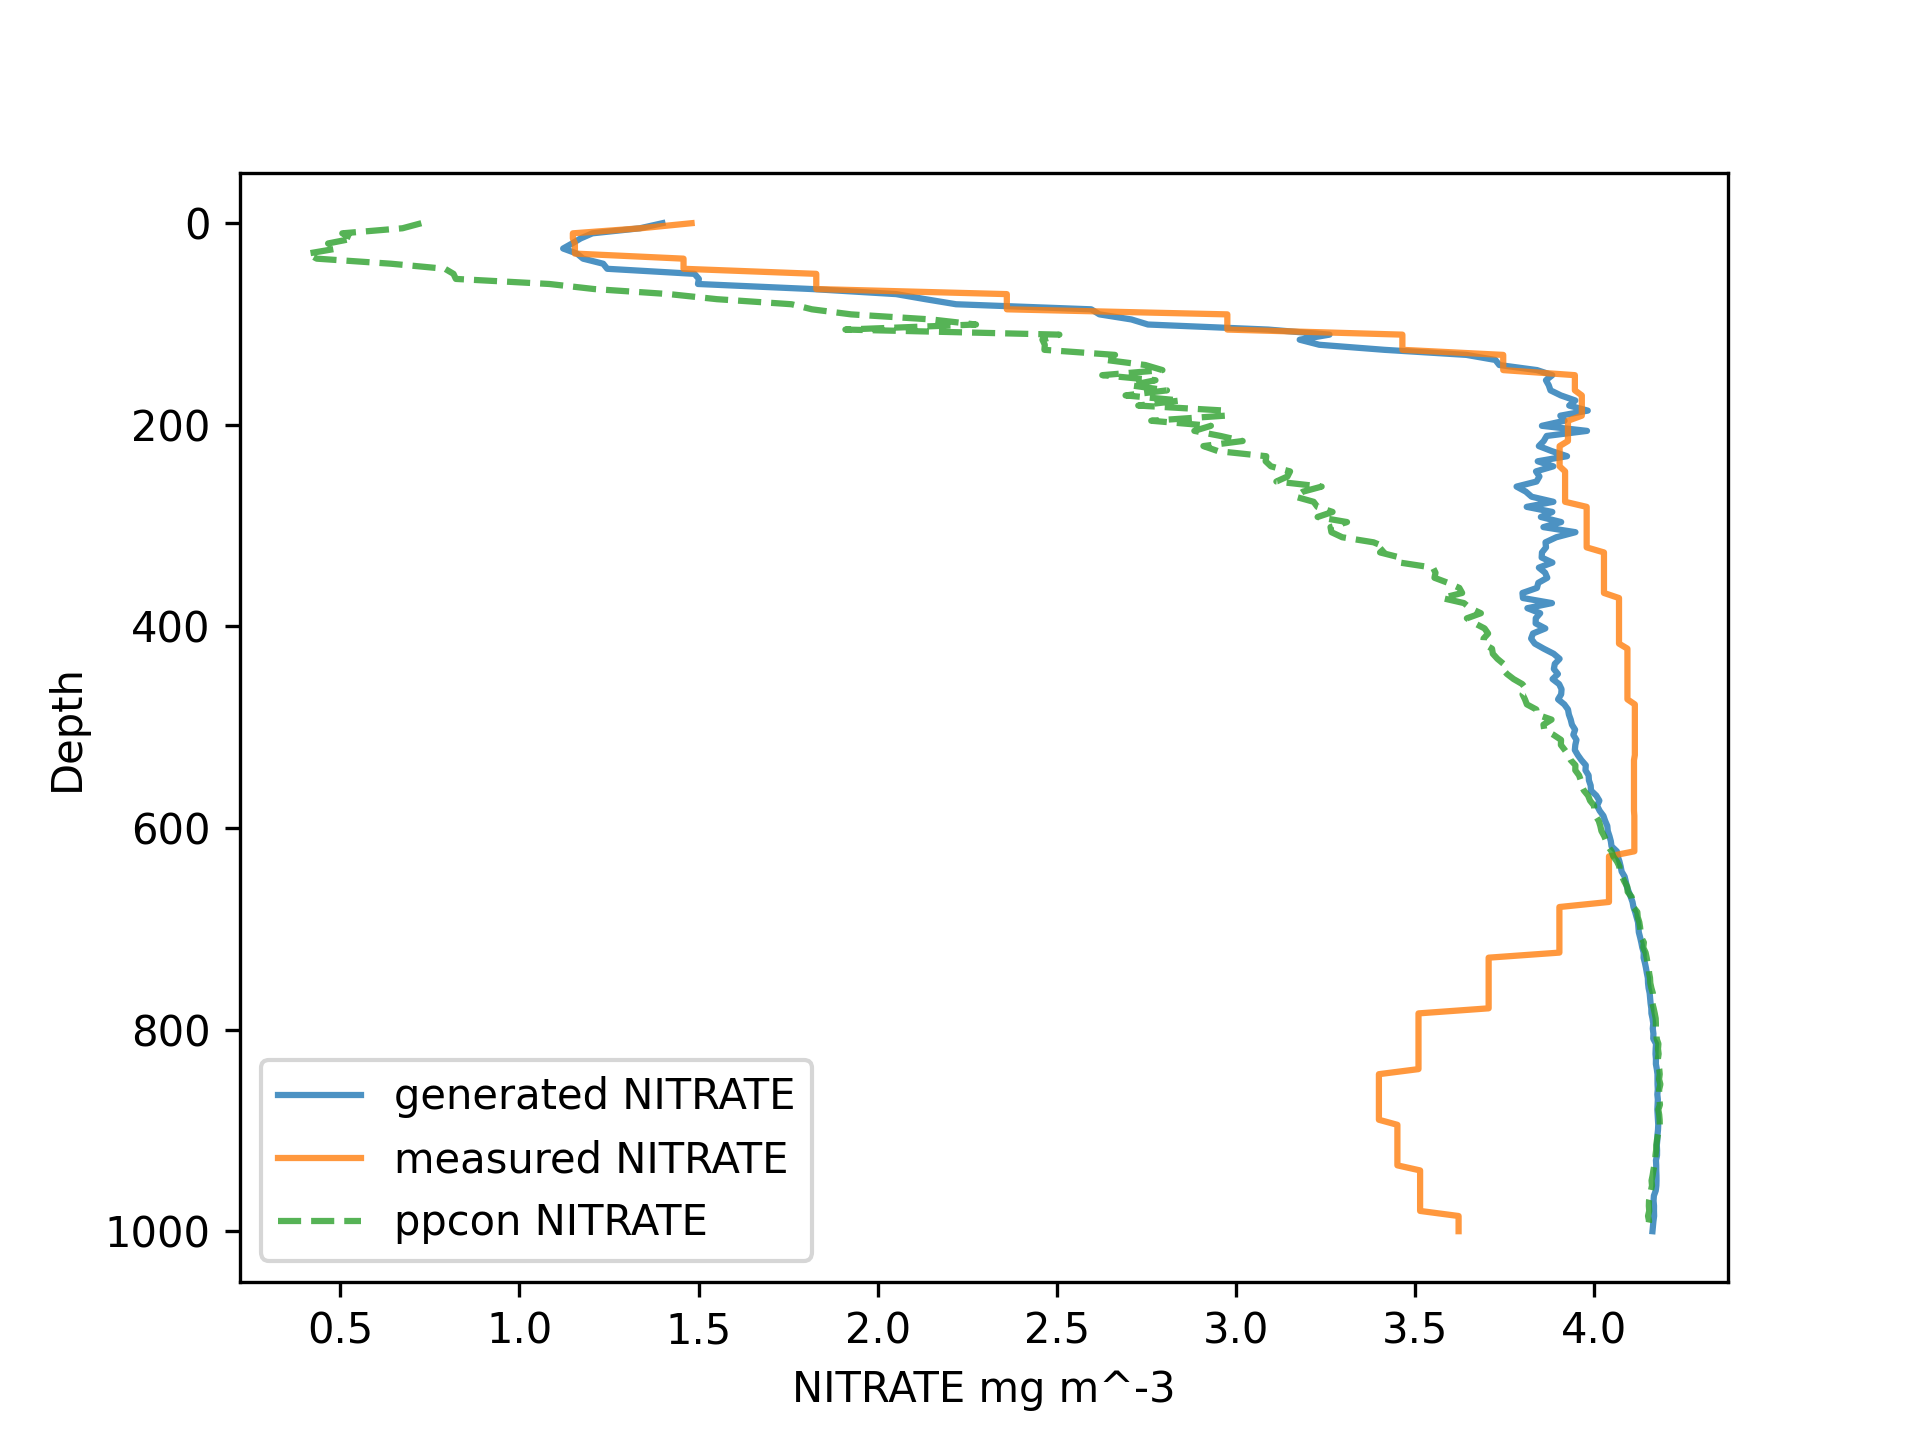 0
200
400
600
800
1000
Depth
generated NITRATE
measured NITRATE
ppcon NITRATE
0.5 1.0 1.5 2.0 2.5 3.0 3.5 4.0
NITRATE mg m^-3